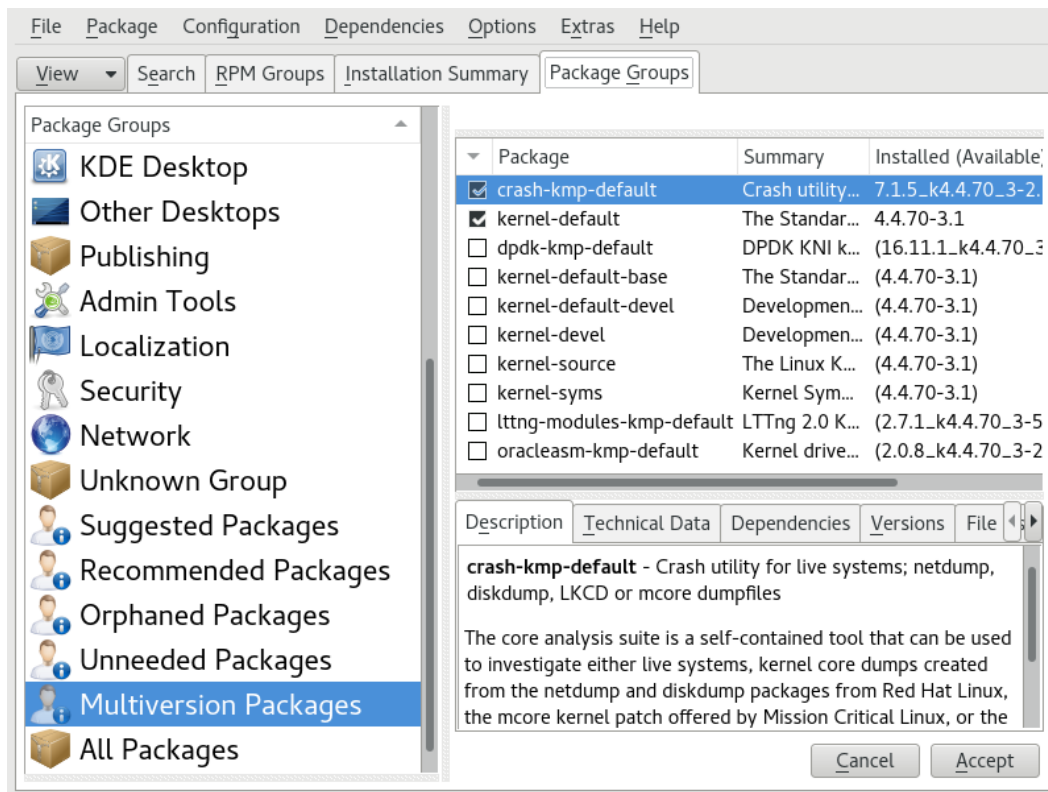 File Package Configuration Dependencies Options Extras Help
View Search RPM Groups Installation Summary Package Groups
Package Groups
KDE Desktop
Other Desktops
Publishing
Admin Tools
Localization
Security
Network
Unknown Group
Suggested Packages
Recommended Packages
Orphaned Packages
Unneeded Packages
Multiversion Packages
All Packages
Package Summary Installed (Available)
crash-kmp-default Crash utility... 7.1.5_k4.4.70_3-2.
kernel-default The Standar... 4.4.70-3.1
dpdk-kmp-default DPDK KNI k... (16.11.1_k4.4.70_3
kernel-default-base The Standar... (4.4.70-3.1)
kernel-default-devel Developmen... (4.4.70-3.1)
kernel-devel Developmen... (4.4.70-3.1)
kernel-source The Linux K... (4.4.70-3.1)
kernel-syms Kernel Sym... (4.4.70-3.1)
lttng-modules-kmp-default LTTng 2.0 K... (2.7.1_k4.4.70_3-5
oracleasm-kmp-default Kernel drive... (2.0.8_k4.4.70_3-2
Description Technical Data Dependencies Versions File
crash-kmp-default - Crash utility for live systems; netdump,
diskdump, LKCD or mcore dumpfiles
The core analysis suite is a self-contained tool that can be used
to investigate either live systems, kernel core dumps created
from the netdump and diskdump packages from Red Hat Linux,
the mcore kernel patch offered by Mission Critical Linux, or the
Cancel Accept